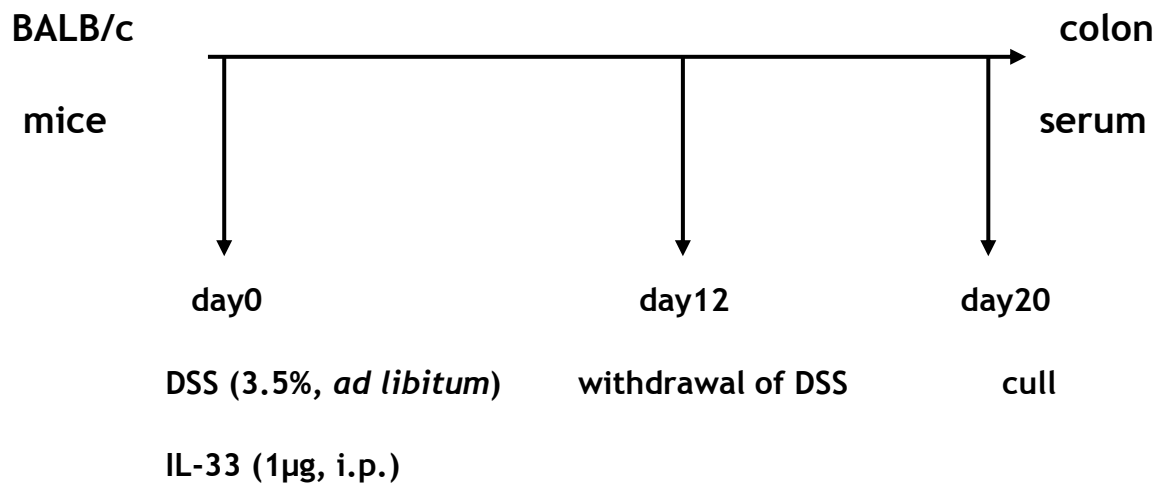 BALB/c
colon
mice
serum
day0
day12
day20
DSS (3.5%, ad libitum)
withdrawal of DSS
cull
IL-33 (1µg, i.p.)